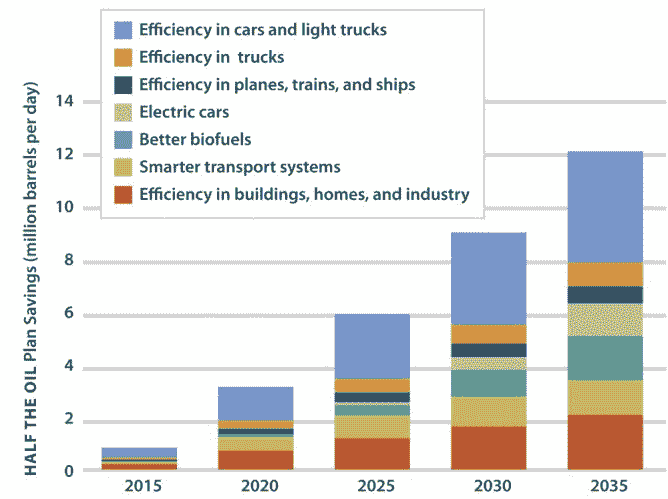 Efficiency in cars and light trucks
Efficiency in trucks
Efficiency in planes, trains, and ships
Electric cars
Better biofuels
Smarter transport systems
Efficiency in buildings, homes, and industry
HALF THE OIL Plan Savings (million barrels per day)
14
12
10
8
6
4
2
0
2015 2020 2025 2030 2035